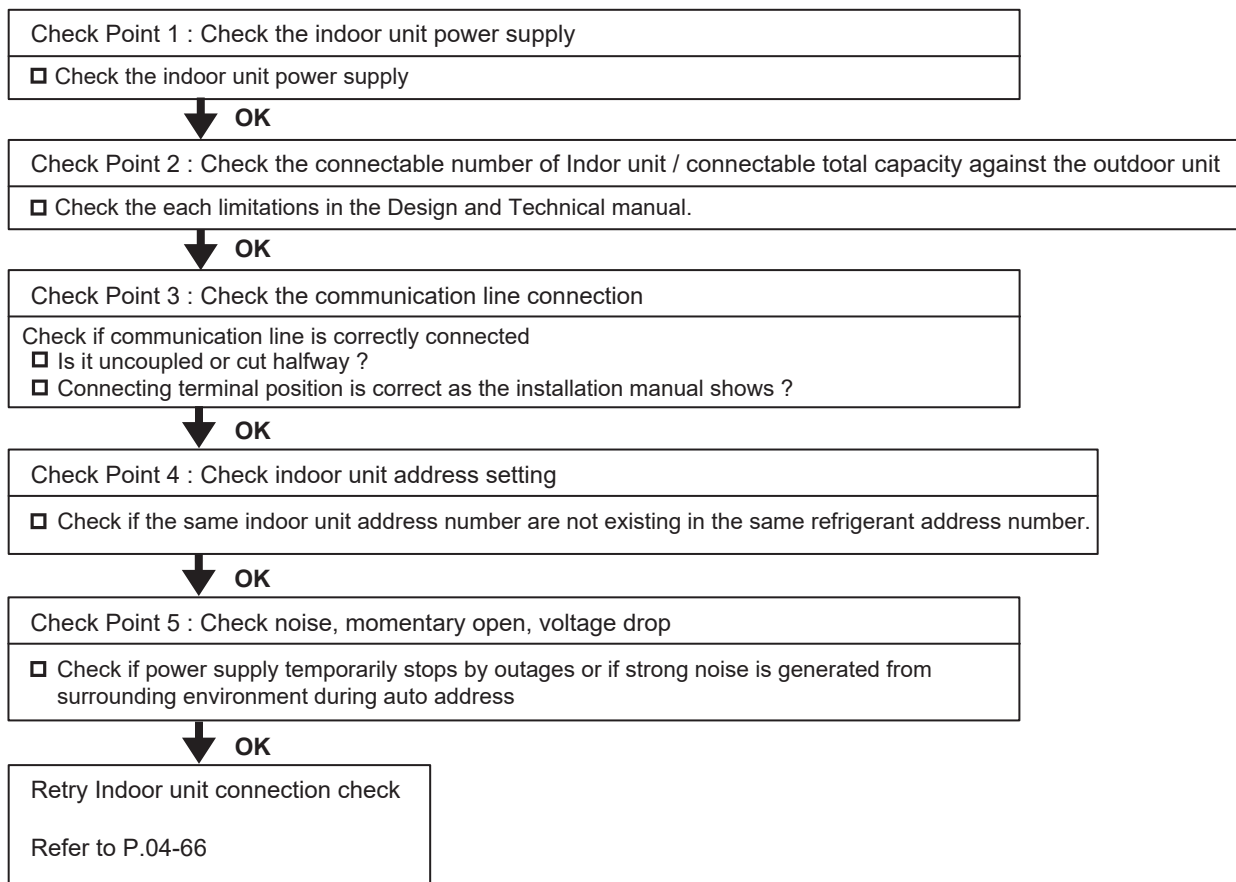 Check Point 1 : Check the indoor unit power supply
Check the indoor unit power supply
OK
Check Point 2 : Check the connectable number of Indor unit / connectable total capacity against the outdoor unit
Check the each limitations in the Design and Technical manual.
OK
Check Point 3 : Check the communication line connection
Check if communication line is correctly connected
Is it uncoupled or cut halfway ?
Connecting terminal position is correct as the installation manual shows ?
OK
Check Point 4 : Check indoor unit address setting
Check if the same indoor unit address number are not existing in the same refrigerant address number.
OK
Check Point 5 : Check noise, momentary open, voltage drop
Check if power supply temporarily stops by outages or if strong noise is generated from
surrounding environment during auto address
OK
Retry Indoor unit connection check
Refer to P.04-66